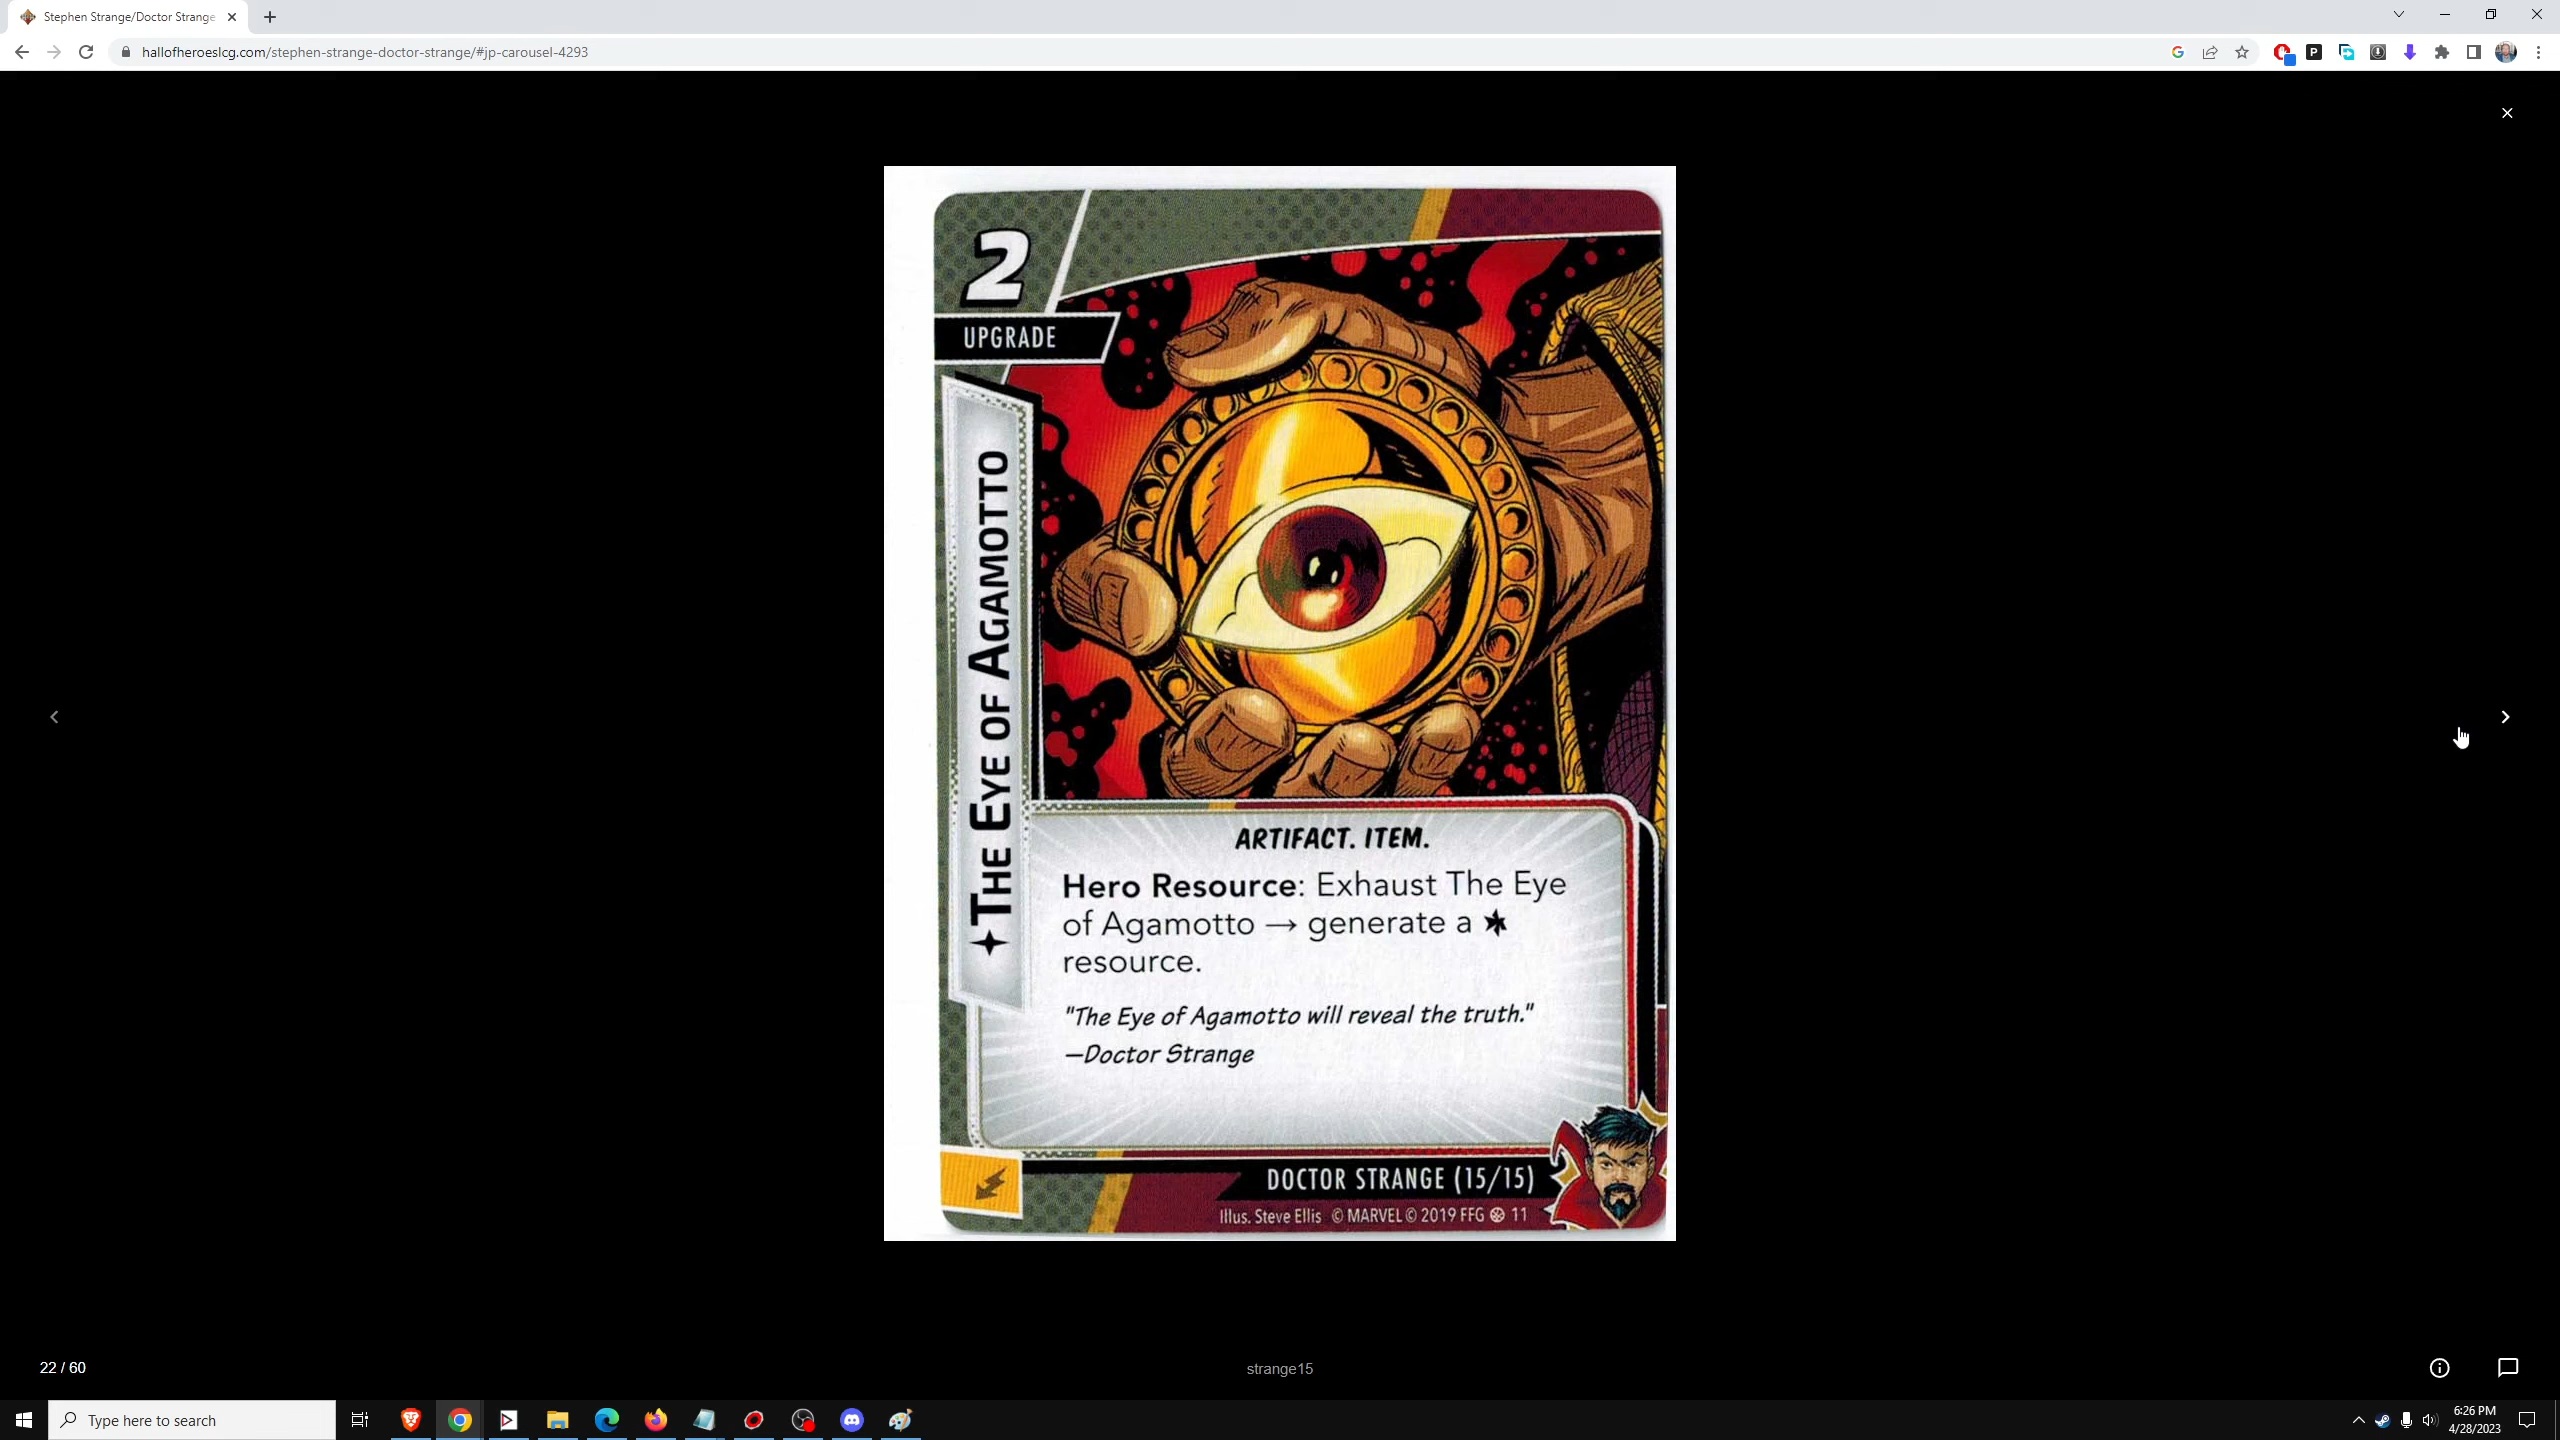 Stephen Strange/Doctor Strange
hallofheroeslcg.com/stephen-strange-doctor-strange/#jp-carousel-4293
2
UPGRADE
THE EYE OF AGAMOTTO
ARTIFACT. ITEM.
Hero Resource: Exhaust The Eye
of Agamotto → generate a
resource.
"The Eye of Agamotto will reveal the truth."
—Doctor Strange
DOCTOR STRANGE (15/15)
Illus. Steve Ellis © MARVEL © 2019 FFG 11
22 / 60
strange15
Type here to search
6:26 PM
4/28/2023